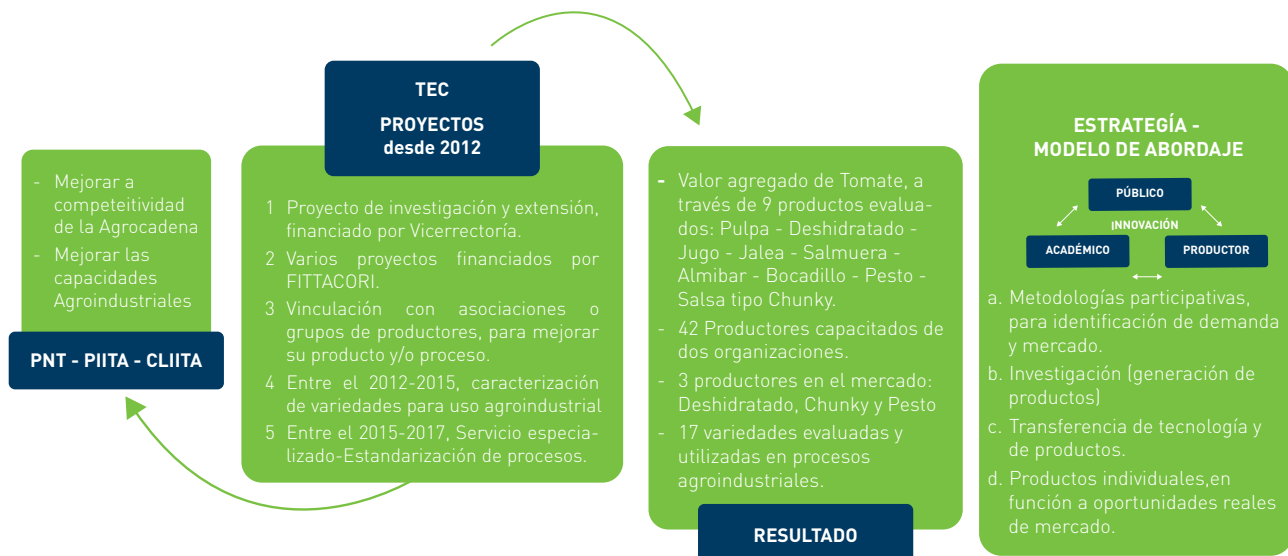 - Mejorar a
competeitividad
de la Agrocadena
- Mejorar las
capacidades
Agroindustriales
PNT - PIITA - CLIITA
TEC
PROYECTOS
desde 2012
1 Proyecto de investigación y extensión,
financiado por Vicerrectoría.
2 Varios proyectos financiados por
FITTACORI.
3 Vinculación con asociaciones o
grupos de productores, para mejorar
su producto y/o proceso.
4 Entre el 2012-2015, caracterización
de variedades para uso agroindustrial
5 Entre el 2015-2017, Servicio especia-
lizado-Estandarización de procesos.
- Valor agregado de Tomate, a
través de 9 productos evalua-
dos: Pulpa - Deshidratado -
Jugo - Jalea - Salmuera -
Almibar - Bocadillo - Pesto -
Salsa tipo Chunky.
- 42 Productores capacitados de
dos organizaciones.
- 3 productores en el mercado:
Deshidratado, Chunky y Pesto
- 17 variedades evaluadas y
utilizadas en procesos
agroindustriales.
RESULTADO
ESTRATEGÍA -
MODELO DE ABORDAJE
PÚBLICO
¡NNOVACIÓN
ACADÉMICO
PRODUCTOR
a. Metodologías participativas,
para identificación de demanda
y mercado.
b. Investigación (generación de
productos)
c. Transferencia de tecnología y
de productos.
d. Productos individuales,en
función a oportunidades reales
de mercado.